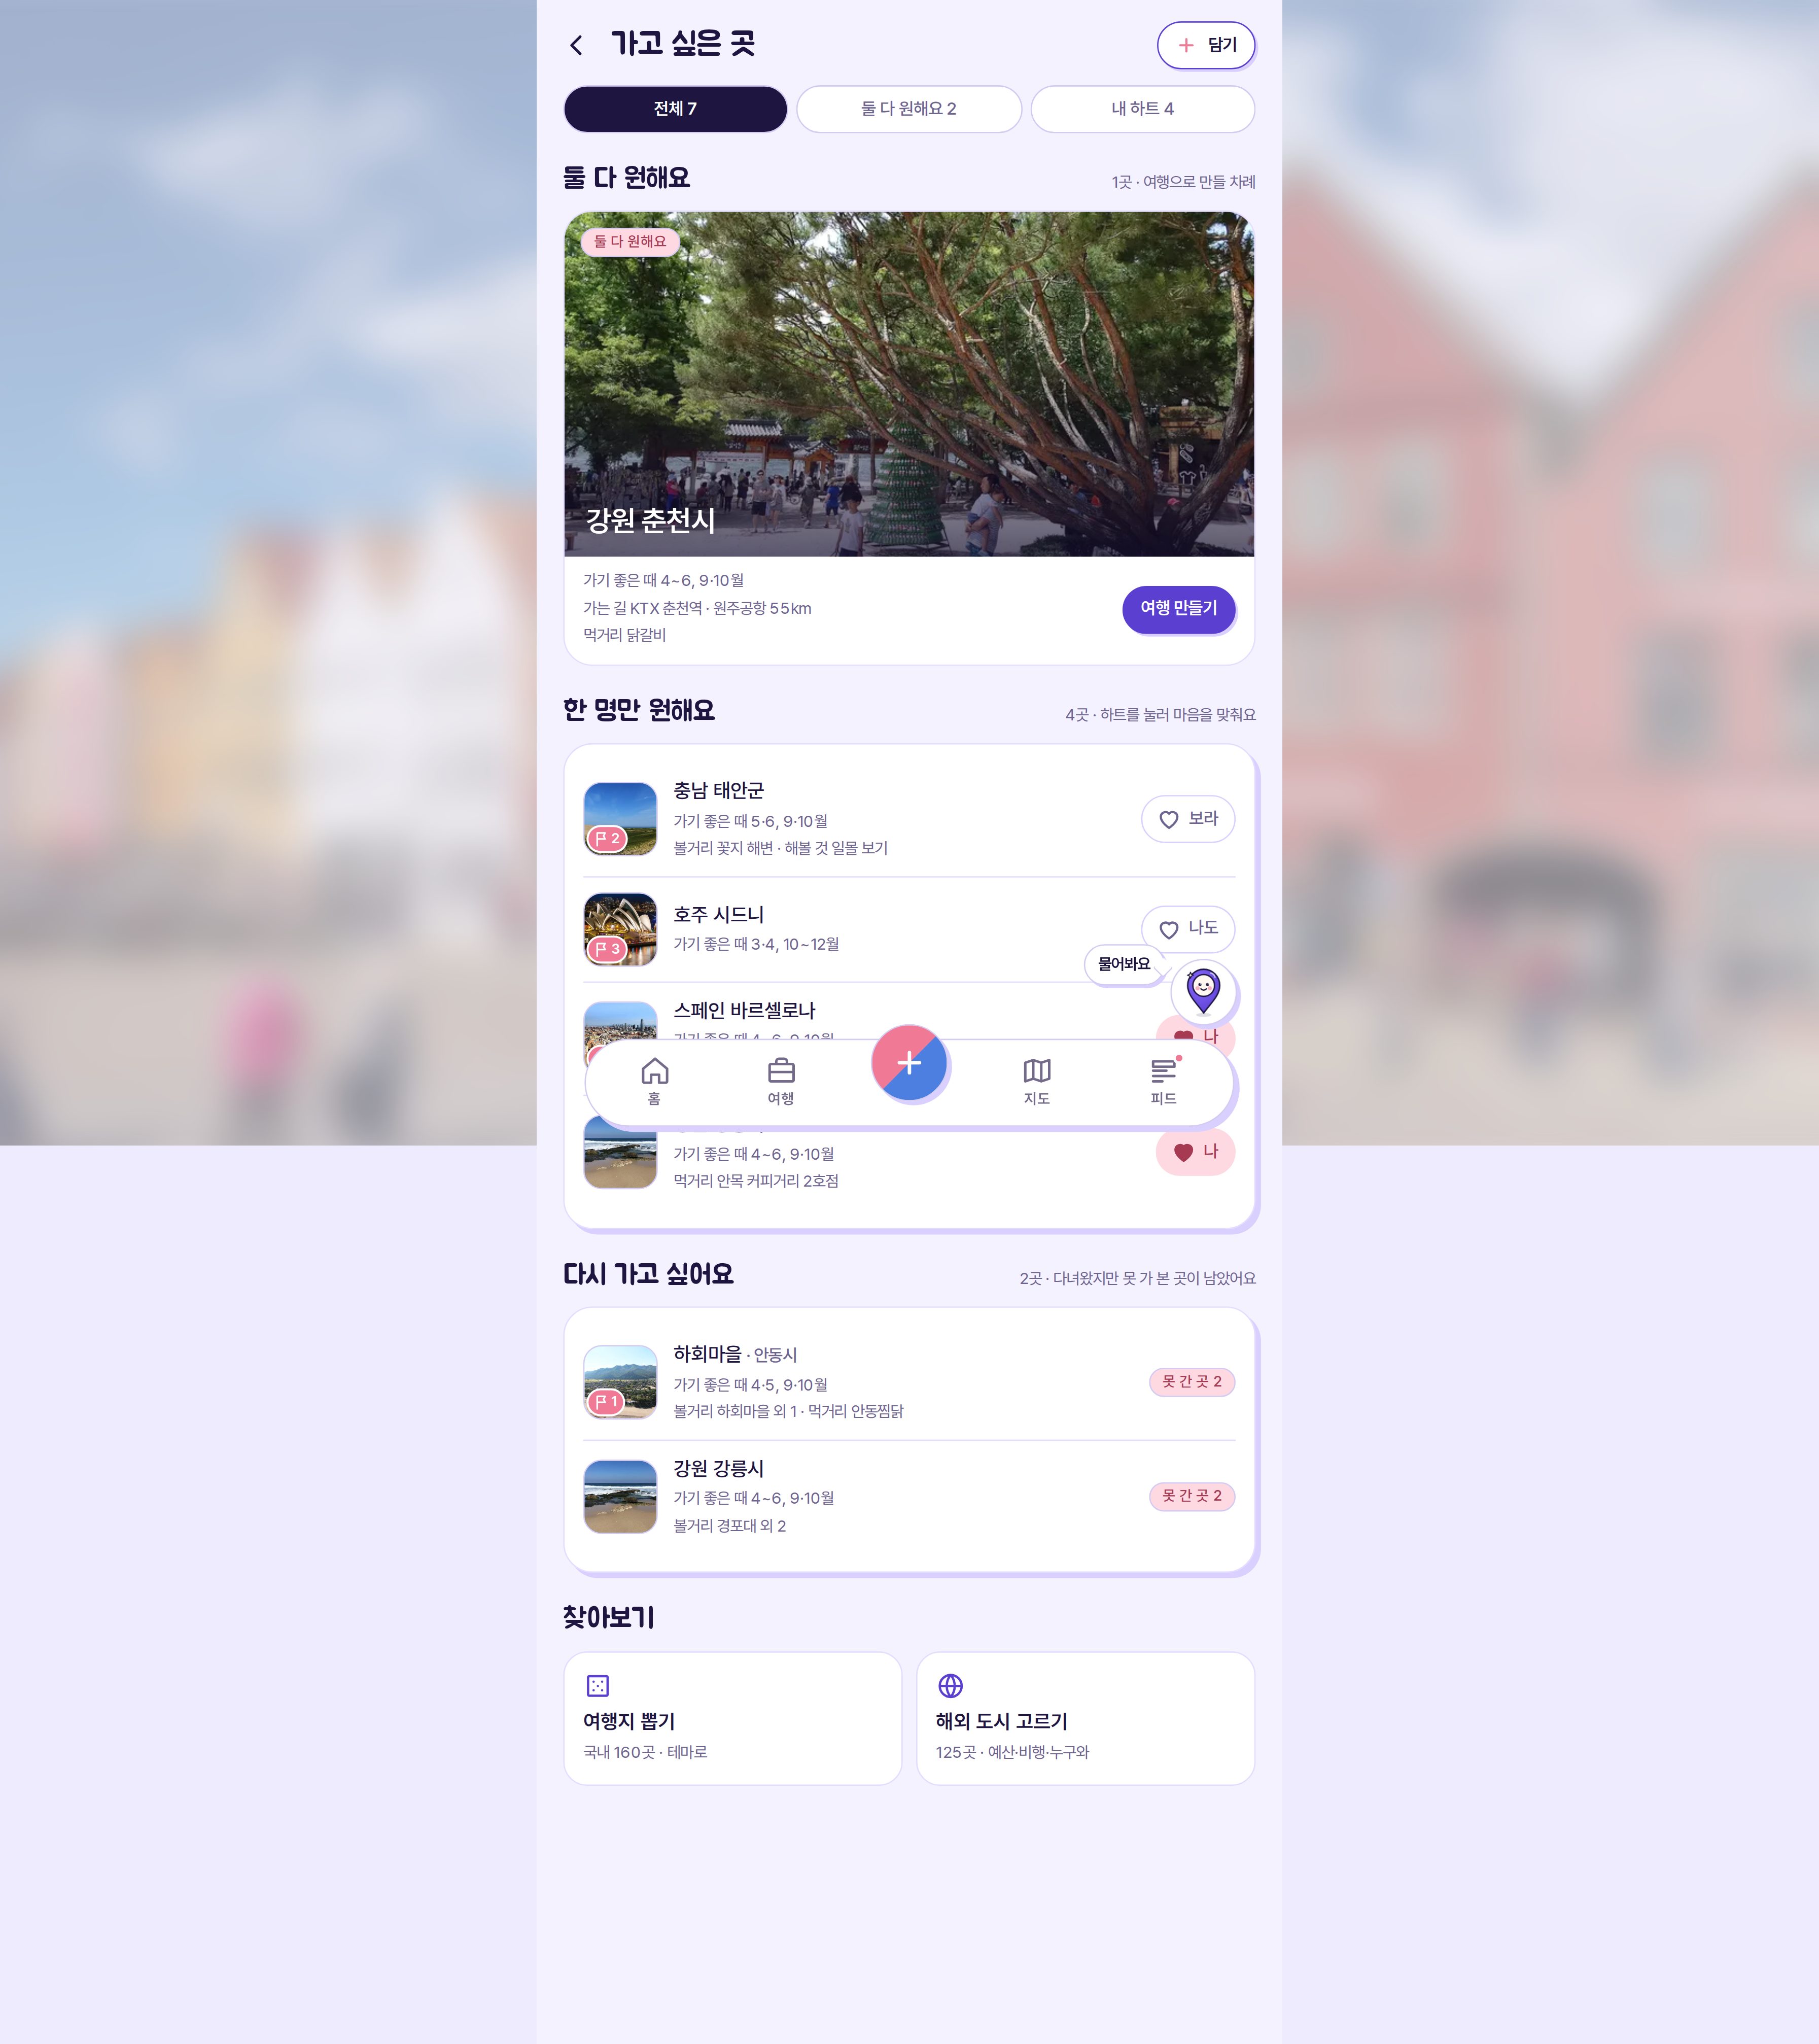 가고 싶은 곳
담기
전체 7
둘 다 원해요 2
내 하트 4
둘 다 원해요
1곳 · 여행으로 만들 차례
둘 다 원해요
강원 춘천시
가기 좋은 때 4~6, 9·10월
가는 길 KTX 춘천역 · 원주공항 55km
먹거리 닭갈비
여행 만들기
한 명만 원해요
4곳 · 하트를 눌러 마음을 맞춰요
충남 태안군
가기 좋은 때 5·6, 9·10월
볼거리 꽃지 해변 · 해볼 것 일몰 보기
2
보라
호주 시드니
가기 좋은 때 3·4, 10~12월
3
나도
물어봐요
스페인 바르셀로나
나
홈
여행
지도
피드
가기 좋은 때 4~6, 9·10월
먹거리 안목 커피거리 2호점
나
다시 가고 싶어요
2곳 · 다녀왔지만 못 가 본 곳이 남았어요
하회마을 · 안동시
가기 좋은 때 4·5, 9·10월
볼거리 하회마을 외 1 · 먹거리 안동찜닭
1
못 간 곳 2
강원 강릉시
가기 좋은 때 4~6, 9·10월
볼거리 경포대 외 2
못 간 곳 2
찾아보기
여행지 뽑기
국내 160곳 · 테마로
해외 도시 고르기
125곳 · 예산·비행·누구와